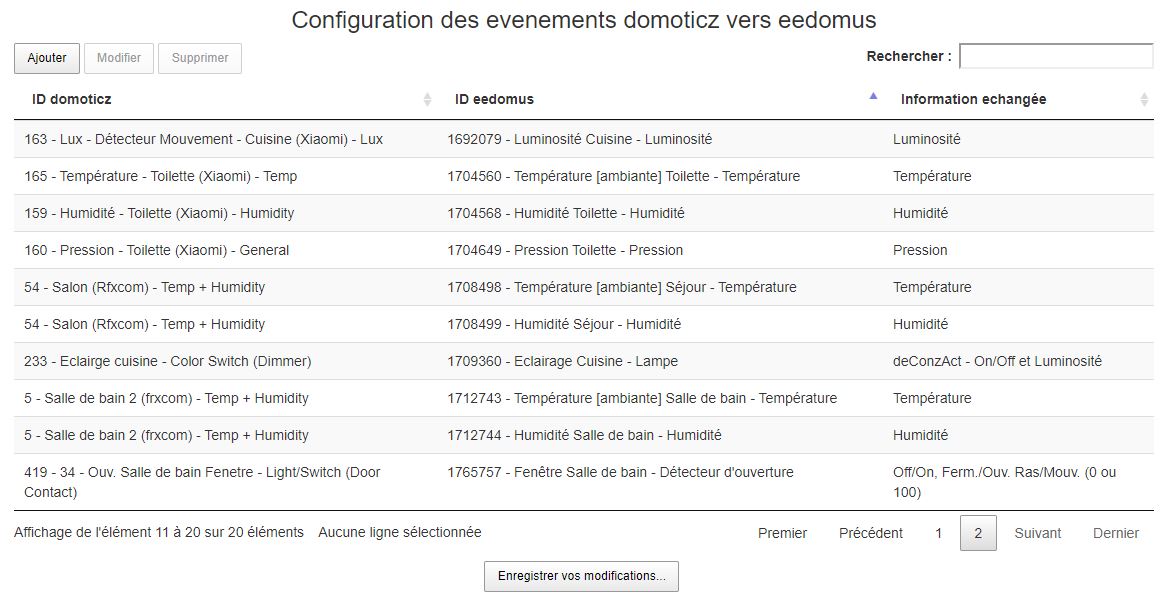 Configuration des evenements domoticz vers eedomus
Ajouter Modifier Supprimer Rechercher :
ID domoticz ID eedomus Information echangée
163 - Lux - Détecteur Mouvement - Cuisine (Xiaomi) - Lux 1692079 - Luminosité Cuisine - Luminosité Luminosité
165 - Température - Toilette (Xiaomi) - Temp 1704560 - Température [ambiante] Toilette - Température Température
159 - Humidité - Toilette (Xiaomi) - Humidity 1704568 - Humidité Toilette - Humidité Humidité
160 - Pression - Toilette (Xiaomi) - General 1704649 - Pression Toilette - Pression Pression
54 - Salon (Rfxcom) - Temp + Humidity 1708498 - Température [ambiante] Séjour - Température Température
54 - Salon (Rfxcom) - Temp + Humidity 1708499 - Humidité Séjour - Humidité Humidité
233 - Eclairge cuisine - Color Switch (Dimmer) 1709360 - Eclairage Cuisine - Lampe deConzAct - On/Off et Luminosité
5 - Salle de bain 2 (frxcom) - Temp + Humidity 1712743 - Température [ambiante] Salle de bain - Température Température
5 - Salle de bain 2 (frxcom) - Temp + Humidity 1712744 - Humidité Salle de bain - Humidité Humidité
419 - 34 - Ouv. Salle de bain Fenetre - Light/Switch (Door 1765757 - Fenêtre Salle de bain - Détecteur d'ouverture Off/On, Ferm./Ouv. Ras/Mouv. (0 ou
Contact) 100)
Affichage de l'élément 11 à 20 sur 20 éléments Aucune ligne sélectionnée Premier Précédent 1 2 Suivant Dernier
Enregistrer vos modifications...